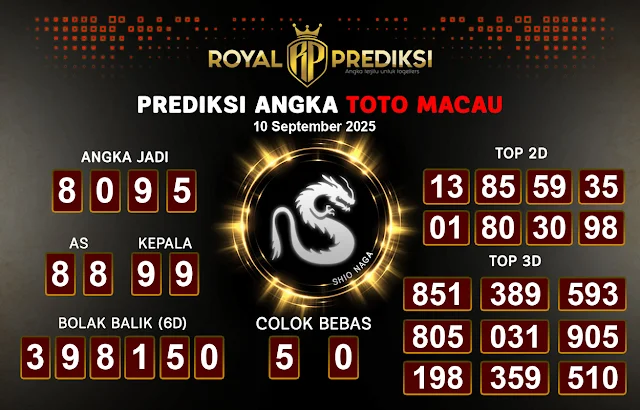 ROYAL RP PREDIKSI
Angka terjitu untuk togellers
PREDIKSI ANGKA TOTO MACAU
10 September 2025
ANGKA JADI
8 0 9 5
AS KEPALA
8 8 9 9
BOLAK BALIK (6D)
3 9 8 1 5 0
SHIO NAGA
COLOK BEBAS
5 0
TOP 2D
13 85 59 35
01 80 30 98
TOP 3D
851 389 593
805 031 905
198 359 510